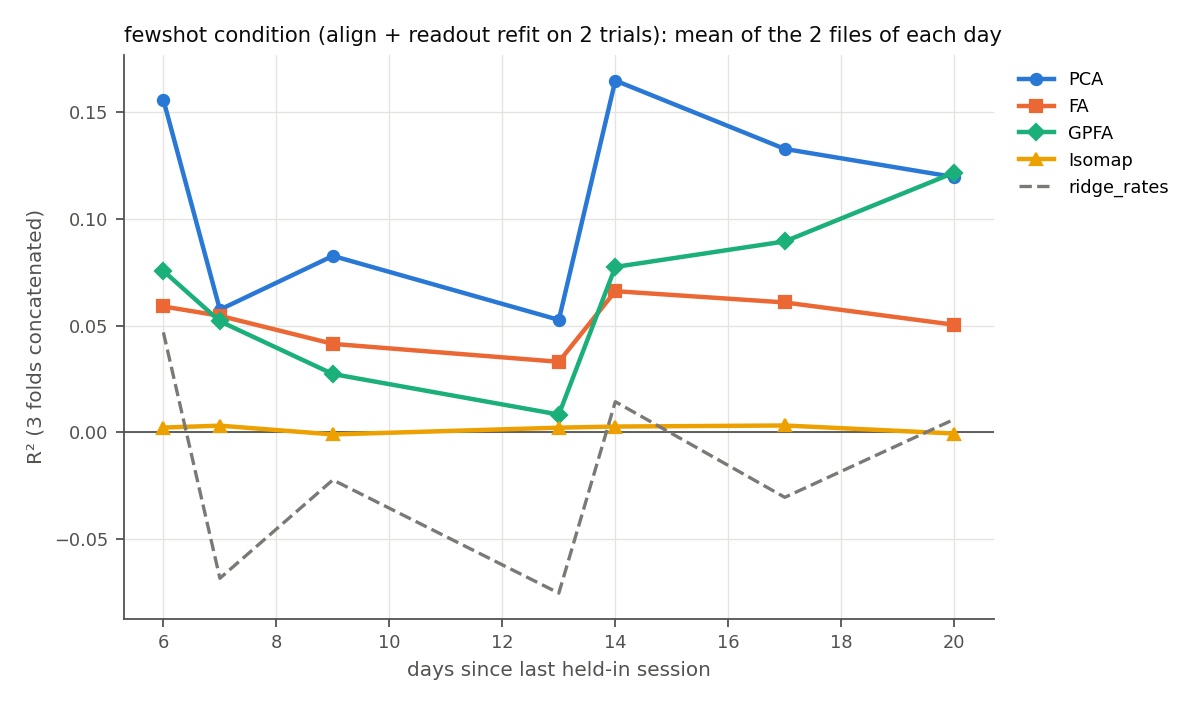 fewshot condition (align + readout refit on 2 trials): mean of the 2 files of each day
PCA
FA
GPFA
Isomap
ridge_rates
R² (3 folds concatenated)
0.15
0.10
0.05
0.00
−0.05
6 8 10 12 14 16 18 20
days since last held-in session